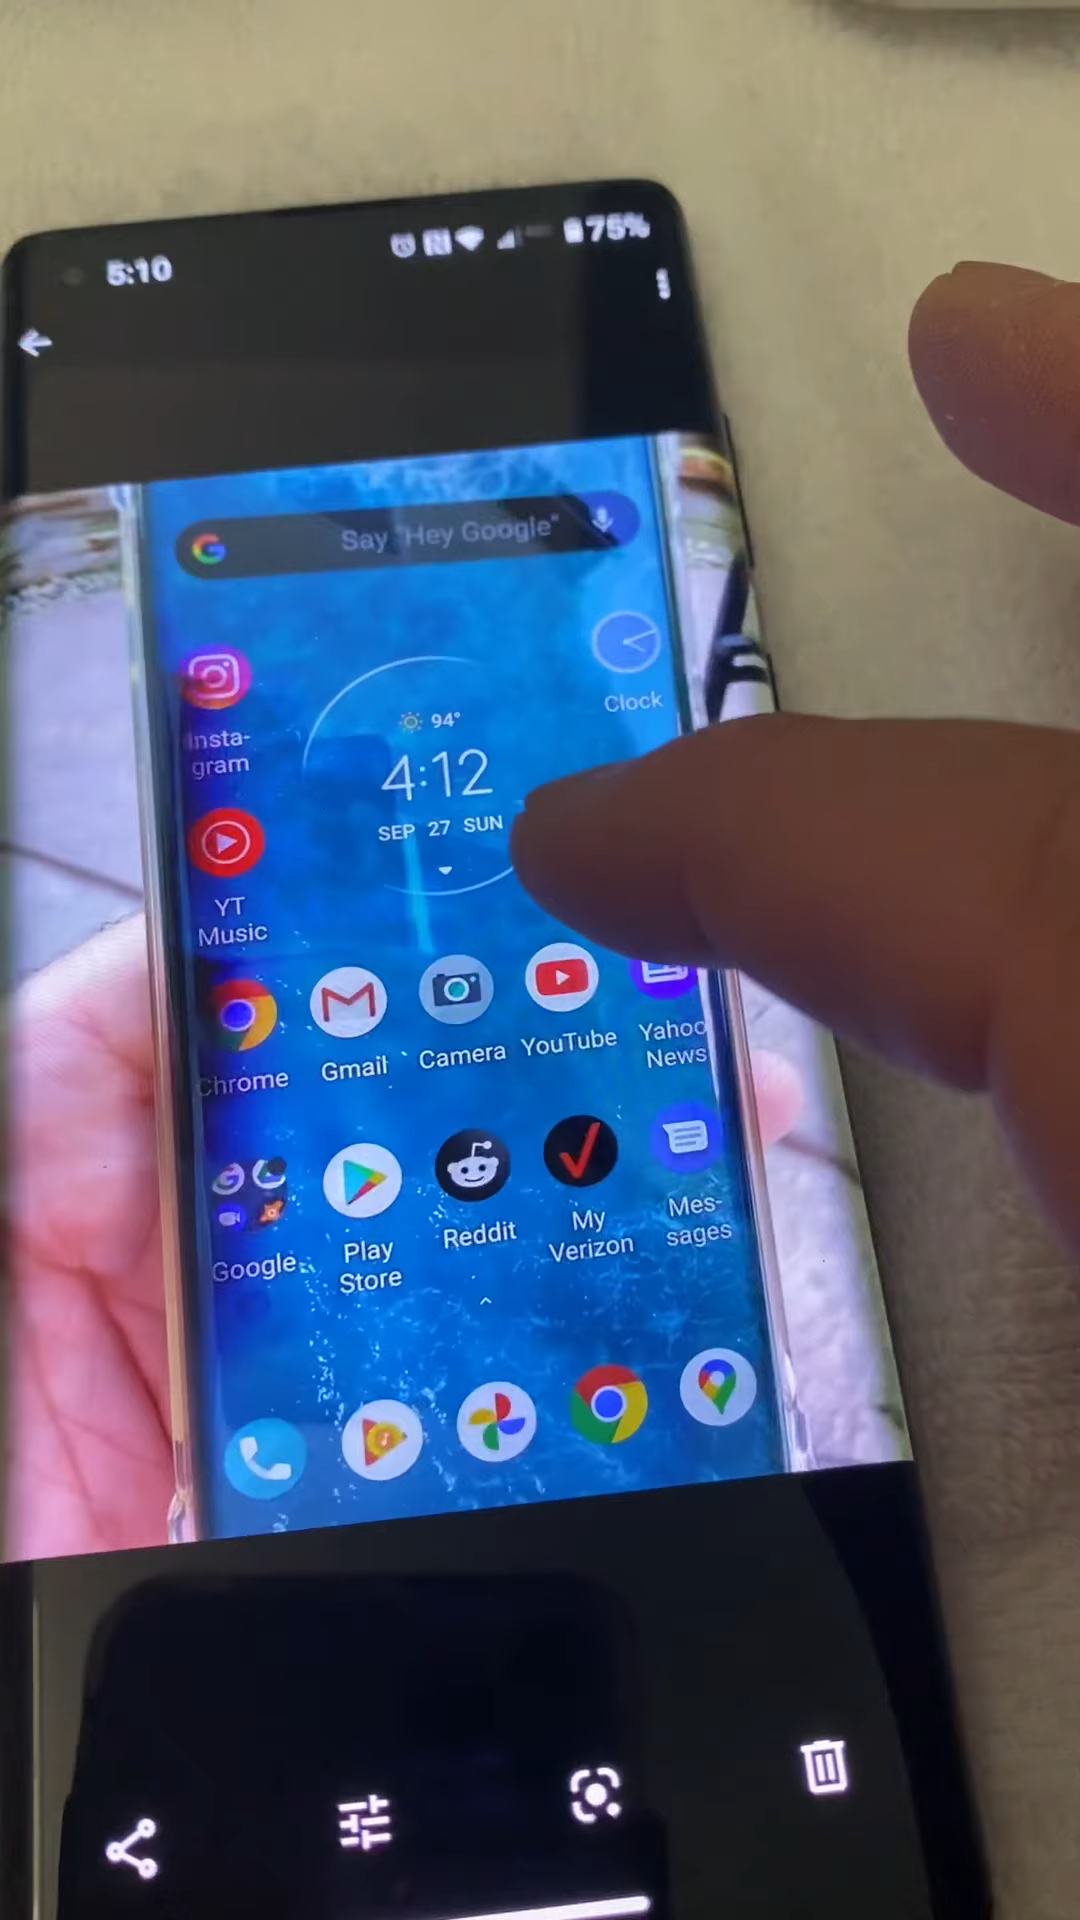 5:10
75%
Say "Hey Google"
Clock
Insta-
gram
94°
4:12
SEP 27 SUN
YT
Music
Chrome
Gmail
Camera
YouTube
Yahoo
News
Google
Play
Store
Reddit
My
Verizon
Mes-
sages